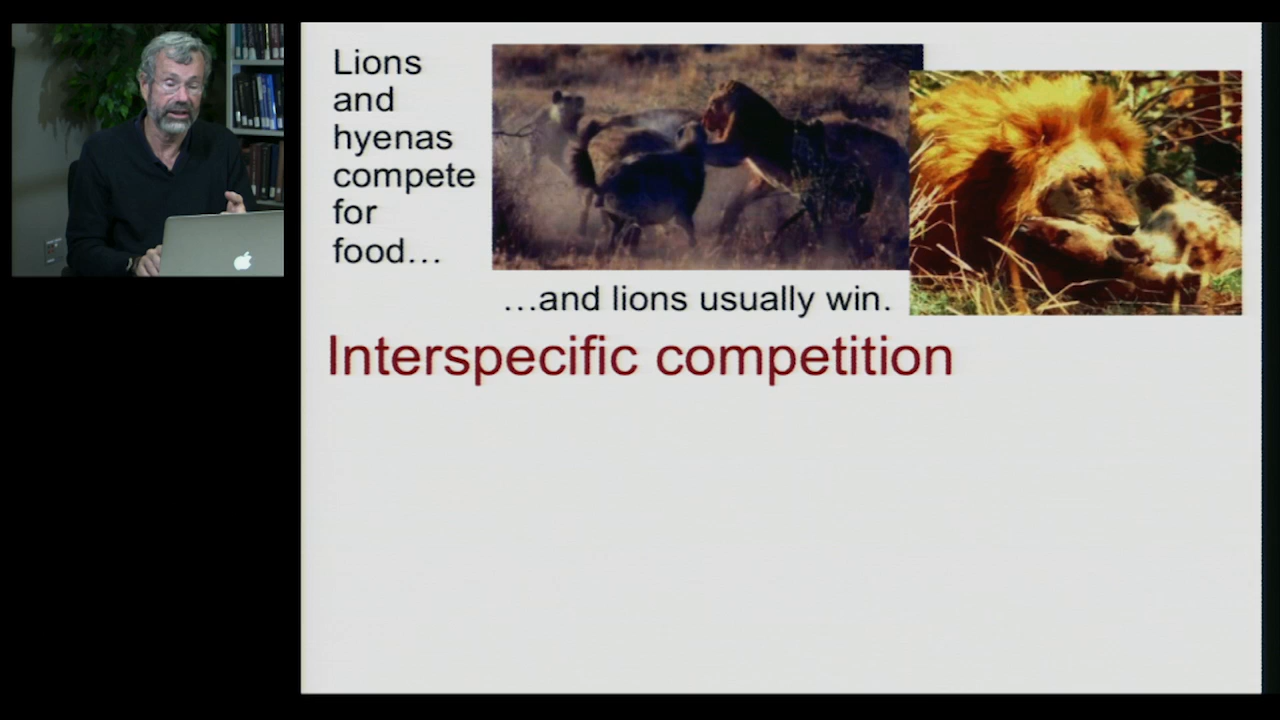 Lions
and
hyenas
compete
for
food…
…and lions usually win.
Interspecific competition